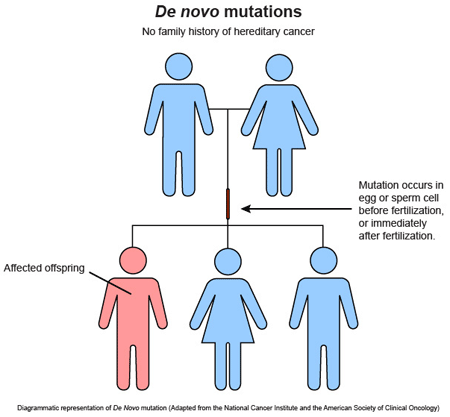 De novo mutations
No family history of hereditary cancer
Mutation occurs in
egg or sperm cell
before fertilization,
or immediately
after fertilization.
Affected offspring
Diagrammatic representation of De Novo mutation (Adapted from the National Cancer Institute and the American Society of Clinical Oncology)